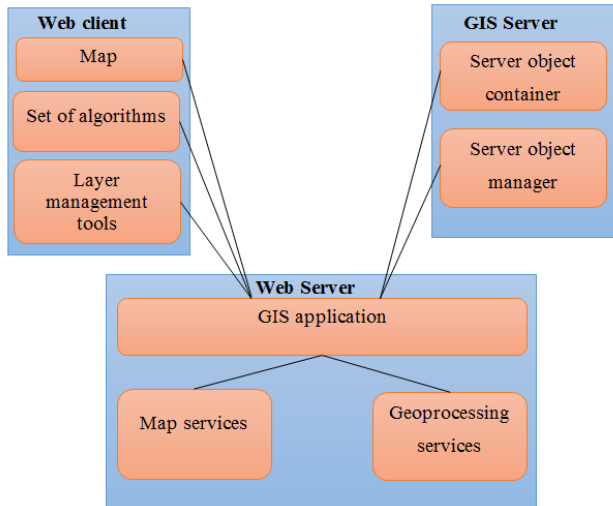 Web client
Map
Set of algorithms
Layer
management
tools
GIS Server
Server object
container
Server object
manager
Web Server
GIS application
Map services
Geoprocessing
services